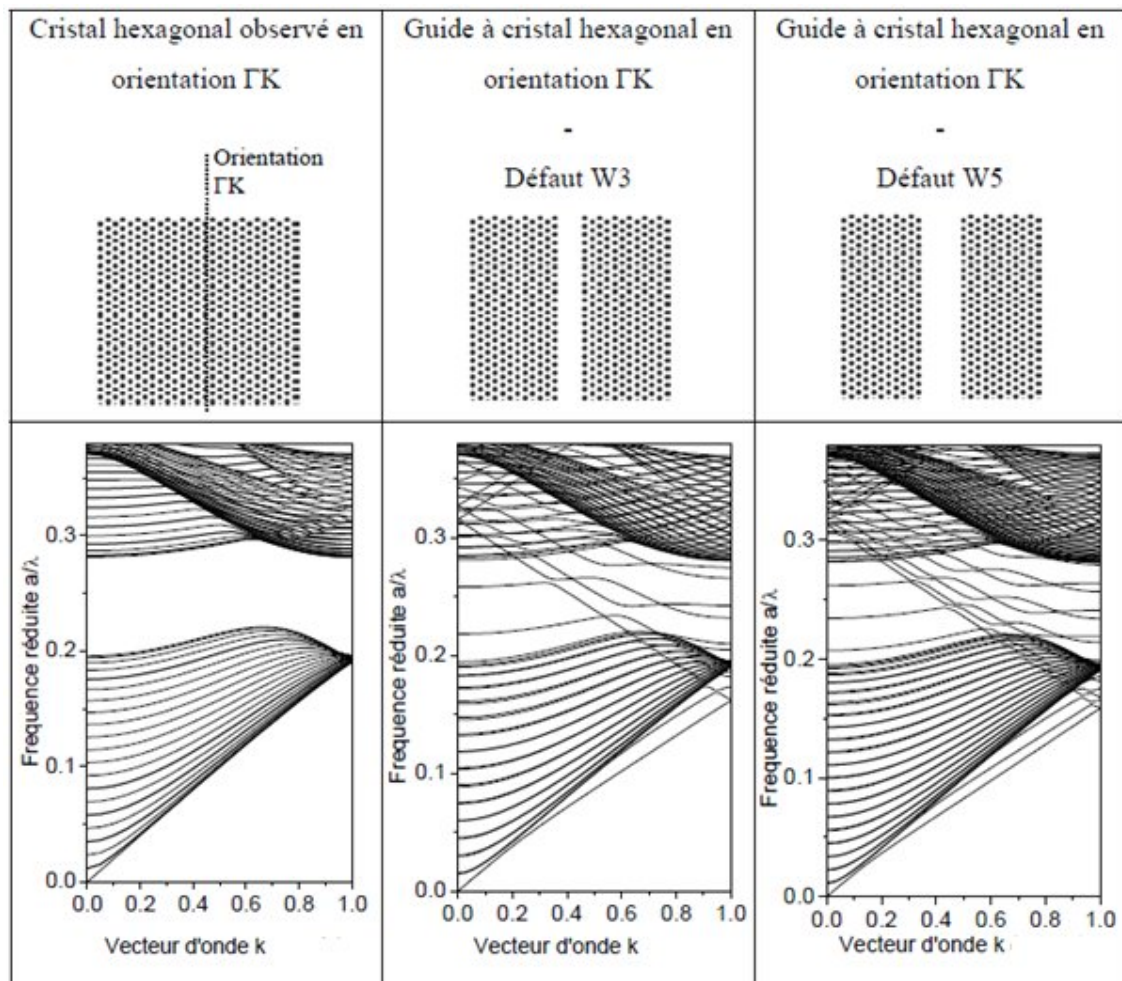 Cristal hexagonal observé en
orientation ΓK
Orientation
ΓK
Guide à cristal hexagonal en
orientation ΓK
-
Défaut W3
Guide à cristal hexagonal en
orientation ΓK
-
Défaut W5
Frequence réduite a/λ
0.3
0.2
0.1
0.0
0.0 0.2 0.4 0.6 0.8 1.0
Vecteur d'onde k
Frequence réduite a/λ
0.3
0.2
0.1
0.0
0.0 0.2 0.4 0.6 0.8 1.0
Vecteur d'onde k
Frequence réduite a/λ
0.3
0.2
0.1
0.0
0.0 0.2 0.4 0.6 0.8 1.0
Vecteur d'onde k